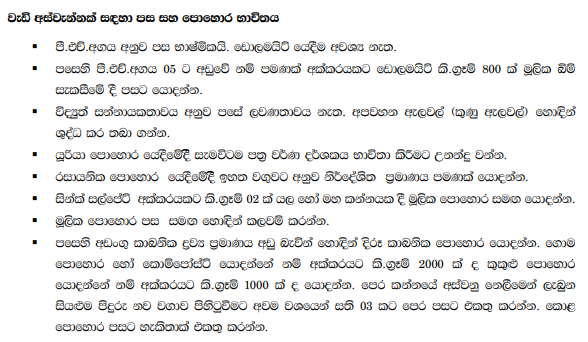 වැඩි අස්වැන්නක් සඳහා පස සහ පොහොර භාවිතය
▪ පී.එච්.අගය අනුව පස භාෂ්මිකයි. ඩොලමයිට් යෙදීම අවශ්‍ය නැත.
▪ පසෙහි පී.එච්.අගය 05 ට අඩුවේ නම් පමණක් අක්කරයකට ඩොලමයිට් කි.ග්‍රෑම් 800 ක් මූලික බිම්
සැකසීමේ දී පසට යොදන්න.
▪ විද්‍යුත් සන්නායකතාවය අනුව පසේ ලවණතාවය නැත. අපවහන ඇලවල් (කුණු ඇලවල්) හොඳින්
ශුද්ධ කර තබා ගන්න.
▪ යූරියා පොහොර යෙදීමේදී සැමවිටම පත්‍ර වර්ණ දර්ශකය භාවිතා කිරීමට උනන්දු වන්න.
▪ රසායනික පොහොර යෙදීමේදී ඉහත වගුවට අනුව නිර්දේශිත ප්‍රමාණය පමණක් යොදන්න.
▪ සින්ක් සල්පේට් අක්කරයකට කි.ග්‍රෑම් 02 ක් යල හෝ මහ කන්නයක දී මූලික පොහොර සමඟ යොදන්න.
▪ මූලික පොහොර පස සමඟ හොඳින් කලවම් කරන්න.
▪ පසෙහි අඩංගු කාබනික ද්‍රව්‍ය ප්‍රමාණය අඩු බැවින් හොඳින් දිරූ කාබනික පොහොර යොදන්න. ගොම
පොහොර හෝ කොම්පෝස්ට් යොදන්නේ නම් අක්කරයට කි.ග්‍රෑම් 2000 ක් ද කුකුළු පොහොර
යොදන්නේ නම් අක්කරයට කි.ග්‍රෑම් 1000 ක් ද යොදන්න. පෙර කන්නයේ අස්වනු නෙලීමෙන් ලැබුන
සියළුම පිදුරු නව වගාව පිහිටුවීමට අවම වශයෙන් සති 03 කට පෙර පසට එකතු කරන්න. කොළ
පොහොර පසට හැකිතාක් එකතු කරන්න.